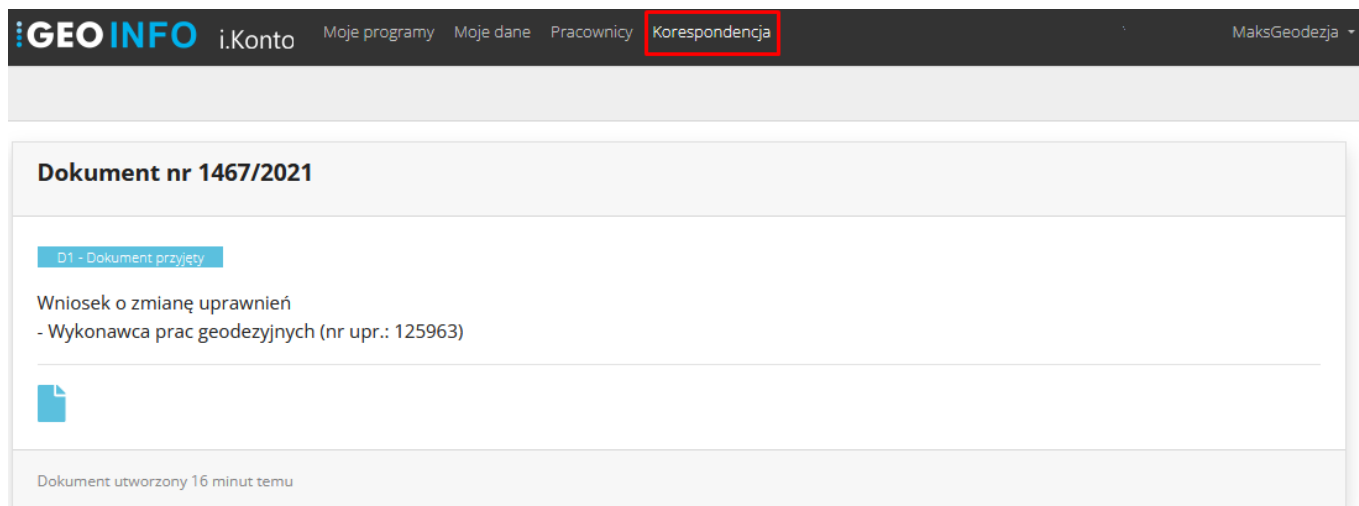 iGEOINFO i.Konto Moje programy Moje dane Pracownicy Korespondencja MaksGeodezja
Dokument nr 1467/2021
D1 - Dokument przyjęty
Wniosek o zmianę uprawnień
- Wykonawca prac geodezyjnych (nr upr.: 125963)
Dokument utworzony 16 minut temu